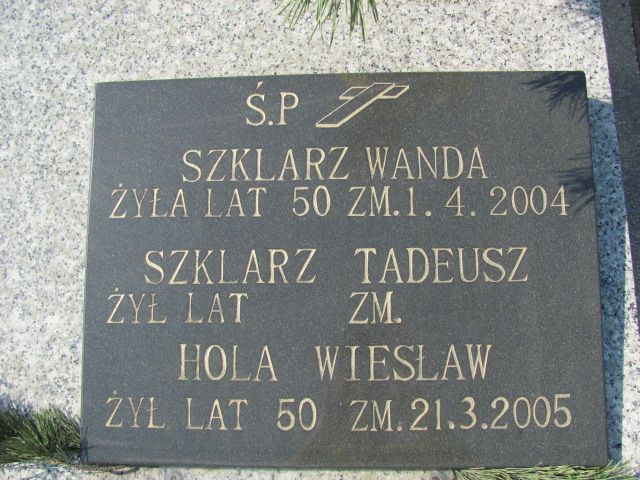 Ś.P
SZKLARZ WANDA
ŻYŁA LAT 50 ZM.1.4.2004
SZKLARZ TADEUSZ
ŻYŁ LAT ZM.
HOLA WIESŁAW
ŻYŁ LAT 50 ZM.21.3.2005